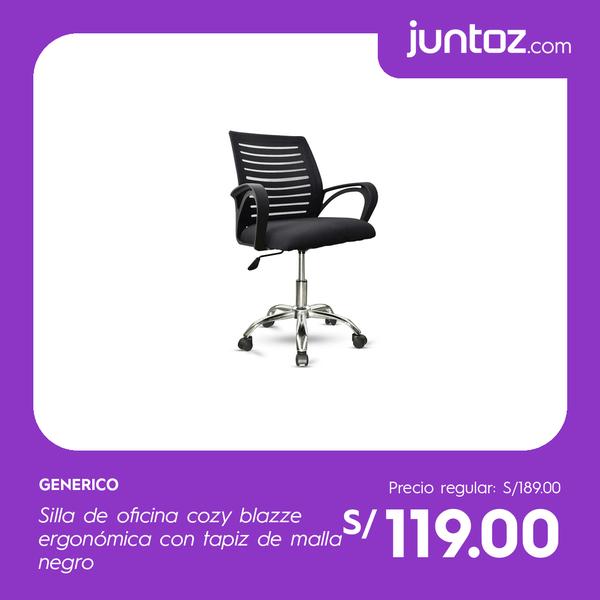 juntoz.com
GENERICO
Silla de oficina cozy blazze
ergonómica con tapiz de malla
negro
Precio regular: S/189.00
S/119.00